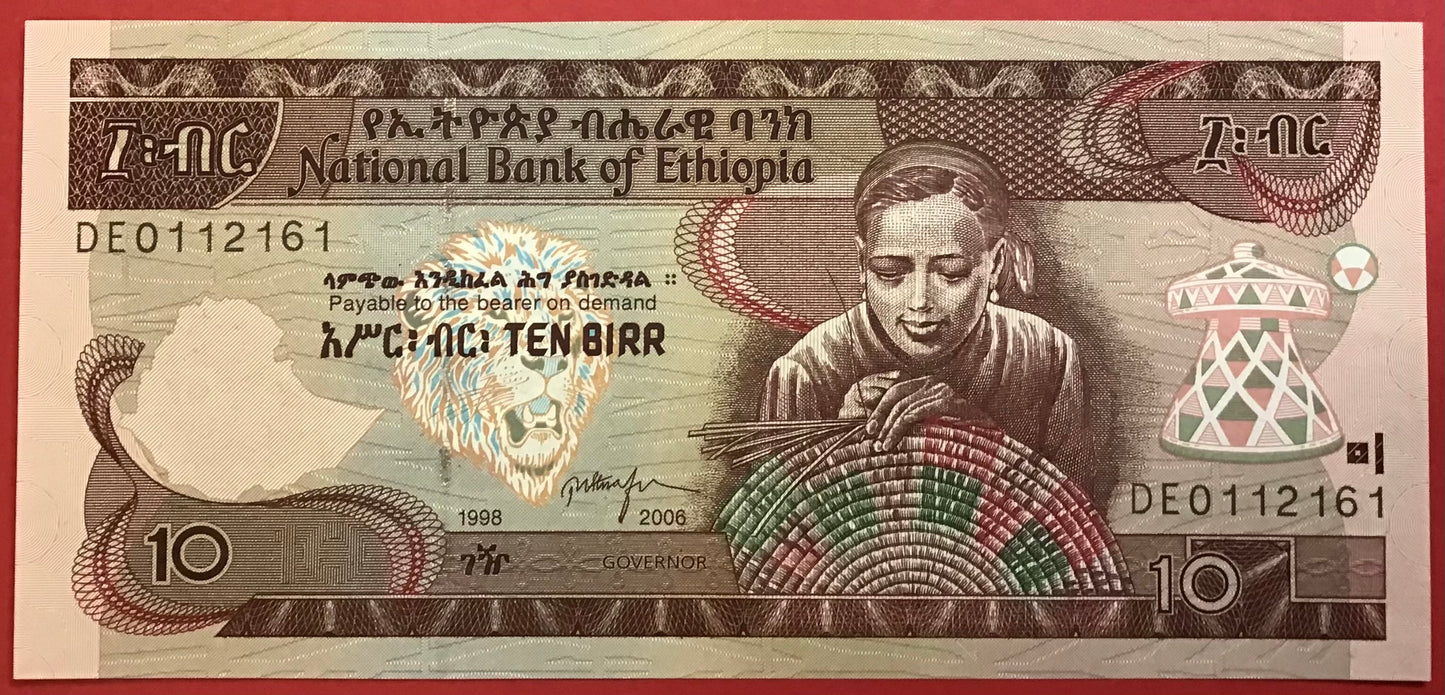 የኢትዮጵያ ብሔራዊ ባንክ
National Bank of Ethiopia
፲፡ብር
፲፡ብር
DE0112161
ላምጭው እንዲከፈል ሕግ ያስገድዳል ።
Payable to the bearer on demand
አሥር፡ብር፡ TEN BIRR
1998 2006
ገዥ GOVERNOR
DE0112161
10
10